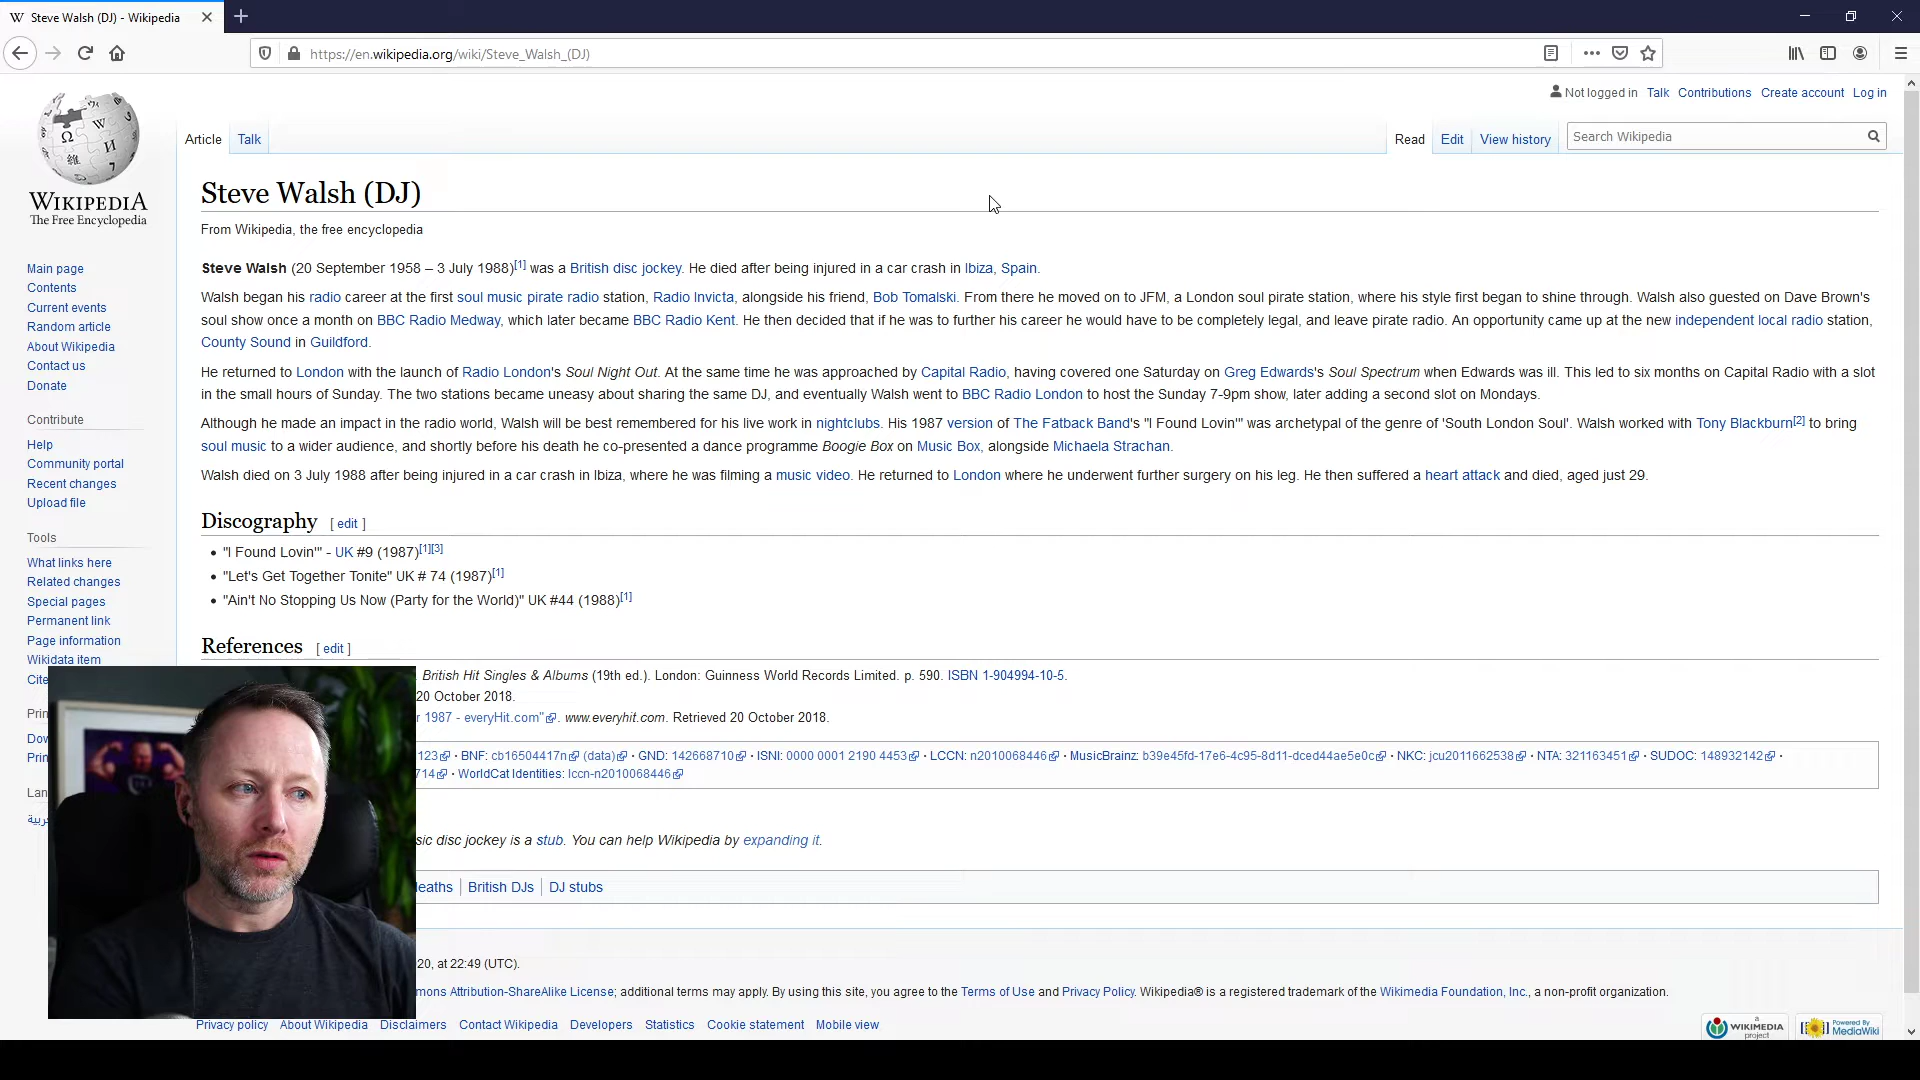 Steve Walsh (DJ) - Wikipedia
https://en.wikipedia.org/wiki/Steve_Walsh_(DJ)
Not logged in Talk Contributions Create account Log in
Article Talk Read Edit View history Search Wikipedia
WIKIPEDIA
The Free Encyclopedia
Steve Walsh (DJ)
From Wikipedia, the free encyclopedia
Steve Walsh (20 September 1958 – 3 July 1988)[1] was a British disc jockey. He died after being injured in a car crash in Ibiza, Spain.
Walsh began his radio career at the first soul music pirate radio station, Radio Invicta, alongside his friend, Bob Tomalski. From there he moved on to JFM, a London soul pirate station, where his style first began to shine through. Walsh also guested on Dave Brown's
soul show once a month on BBC Radio Medway, which later became BBC Radio Kent. He then decided that if he was to further his career he would have to be completely legal, and leave pirate radio. An opportunity came up at the new independent local radio station,
County Sound in Guildford.
He returned to London with the launch of Radio London's Soul Night Out. At the same time he was approached by Capital Radio, having covered one Saturday on Greg Edwards's Soul Spectrum when Edwards was ill. This led to six months on Capital Radio with a slot
in the small hours of Sunday. The two stations became uneasy about sharing the same DJ, and eventually Walsh went to BBC Radio London to host the Sunday 7-9pm show, later adding a second slot on Mondays.
Although he made an impact in the radio world, Walsh will be best remembered for his live work in nightclubs. His 1987 version of The Fatback Band's "I Found Lovin'" was archetypal of the genre of 'South London Soul'. Walsh worked with Tony Blackburn[2] to bring
soul music to a wider audience, and shortly before his death he co-presented a dance programme Boogie Box on Music Box, alongside Michaela Strachan.
Walsh died on 3 July 1988 after being injured in a car crash in Ibiza, where he was filming a music video. He returned to London where he underwent further surgery on his leg. He then suffered a heart attack and died, aged just 29.
Discography [ edit ]
• "I Found Lovin'" - UK #9 (1987)[1][3]
• "Let's Get Together Tonite" UK # 74 (1987)[1]
• "Ain't No Stopping Us Now (Party for the World)" UK #44 (1988)[1]
References [ edit ]
British Hit Singles & Albums (19th ed.). London: Guinness World Records Limited. p. 590. ISBN 1-904994-10-5.
20 October 2018.
r 1987 - everyHit.com". www.everyhit.com. Retrieved 20 October 2018.
123 · BNF: cb16504417n (data) · GND: 142668710 · ISNI: 0000 0001 2190 4453 · LCCN: n2010068446 · MusicBrainz: b39e45fd-17e6-4c95-8d11-dced44ae5e0c · NKC: jcu2011662538 · NTA: 321163451 · SUDOC: 148932142 ·
714 · WorldCat Identities: lccn-n2010068446
sic disc jockey is a stub. You can help Wikipedia by expanding it.
eaths British DJs DJ stubs
20, at 22:49 (UTC).
mons Attribution-ShareAlike License; additional terms may apply. By using this site, you agree to the Terms of Use and Privacy Policy. Wikipedia® is a registered trademark of the Wikimedia Foundation, Inc., a non-profit organization.
Privacy policy About Wikipedia Disclaimers Contact Wikipedia Developers Statistics Cookie statement Mobile view
a
WIKIMEDIA
project
Powered By
MediaWiki
Main page
Contents
Current events
Random article
About Wikipedia
Contact us
Donate
Contribute
Help
Community portal
Recent changes
Upload file
Tools
What links here
Related changes
Special pages
Permanent link
Page information
Wikidata item
Cite
Prin
Dow
Prin
Lan